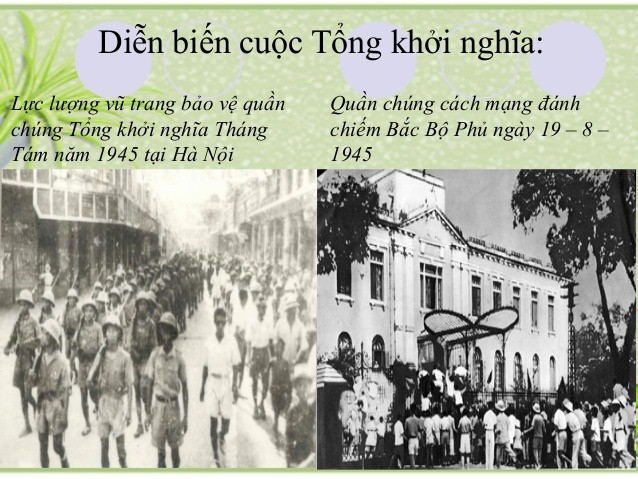 Diễn biến cuộc Tổng khởi nghĩa:
Lực lượng vũ trang bảo vệ quần
chúng Tổng khởi nghĩa Tháng
Tám năm 1945 tại Hà Nội
Quần chúng cách mạng đánh
chiếm Bắc Bộ Phủ ngày 19 – 8 –
1945